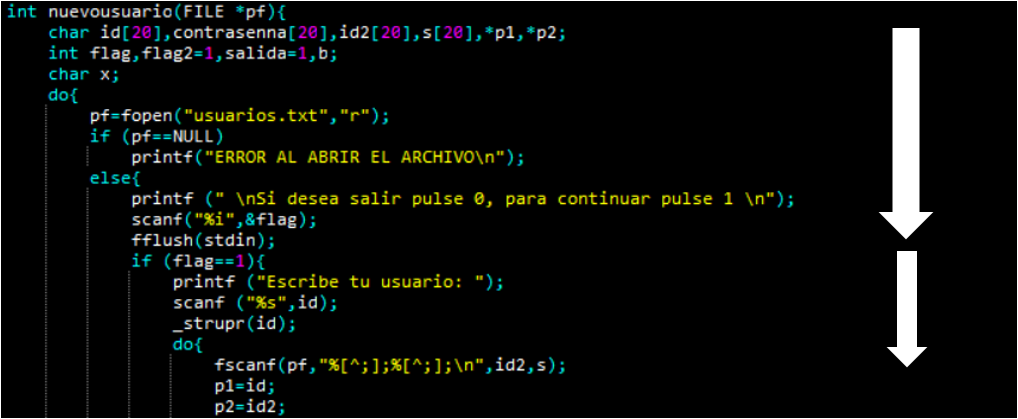 int nuevousuario(FILE *pf){
char id[20],contrasenna[20],id2[20],s[20],*p1,*p2;
int flag,flag2=1,salida=1,b;
char x;
do{
pf=fopen("usuarios.txt","r");
if (pf==NULL)
printf("ERROR AL ABRIR EL ARCHIVO\n");
else{
printf (" \nSi desea salir pulse 0, para continuar pulse 1 \n");
scanf("%i",&flag);
fflush(stdin);
if (flag==1){
printf ("Escribe tu usuario: ");
scanf ("%s",id);
_strupr(id);
do{
fscanf(pf,"%[^;];%[^;];\n",id2,s);
p1=id;
p2=id2;